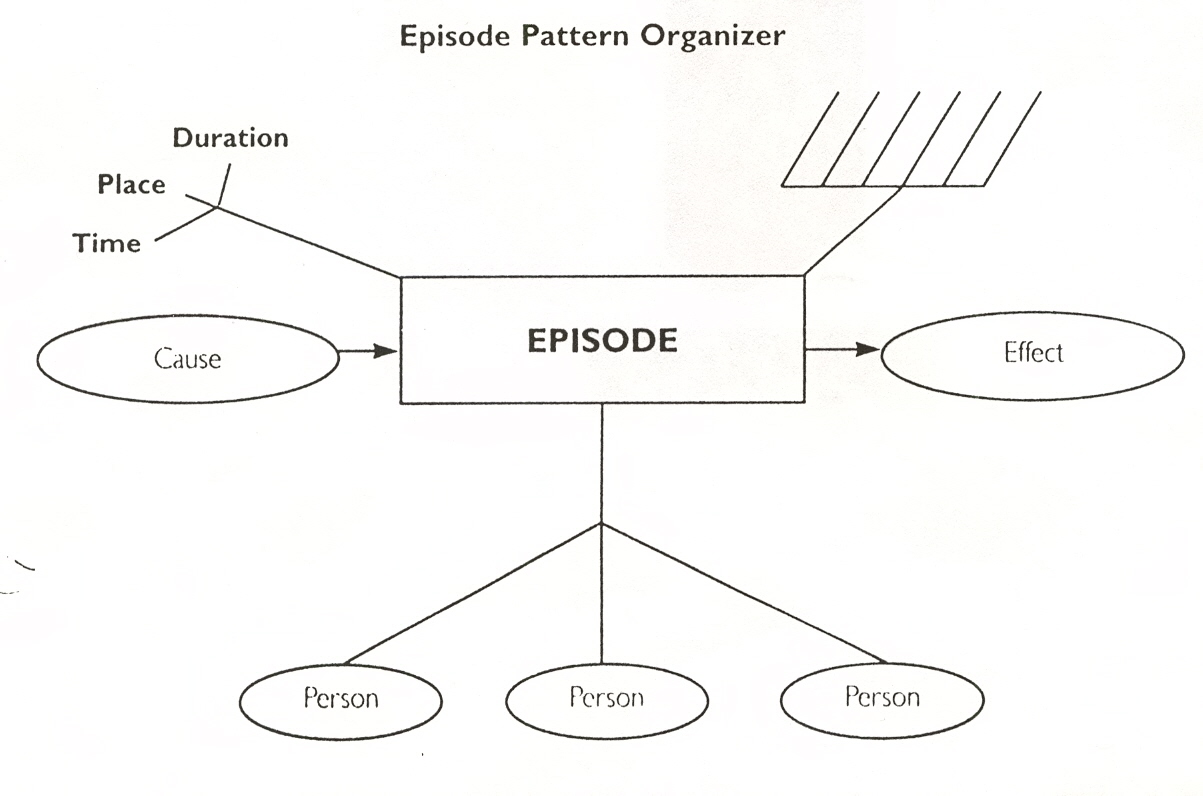 Episode Pattern Organizer
Duration
Place
Time
Cause
EPISODE
Effect
Person
Person
Person